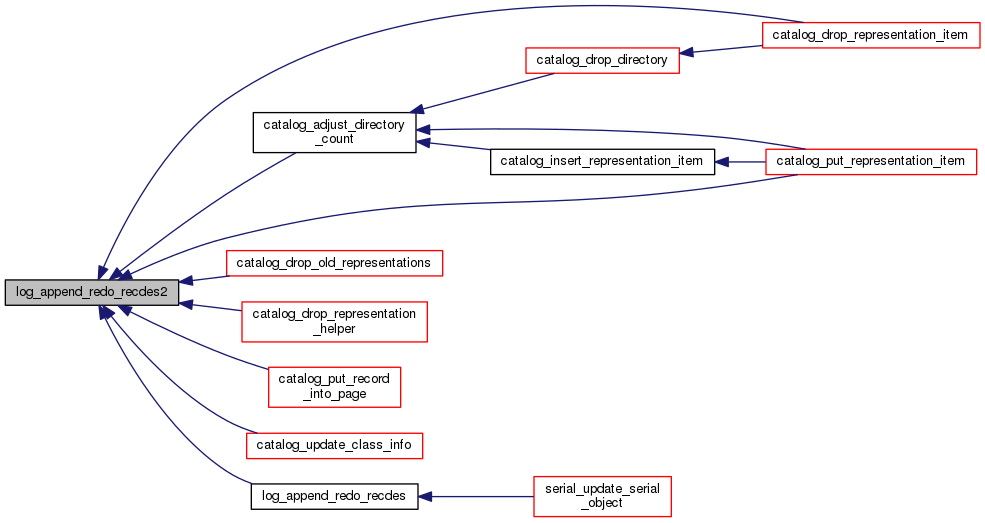 catalog_drop_representation_item
catalog_drop_directory
catalog_adjust_directory
_count
catalog_insert_representation_item
catalog_put_representation_item
catalog_drop_old_representations
log_append_redo_recdes2
catalog_drop_representation
_helper
catalog_put_record
_into_page
catalog_update_class_info
log_append_redo_recdes
serial_update_serial
_object